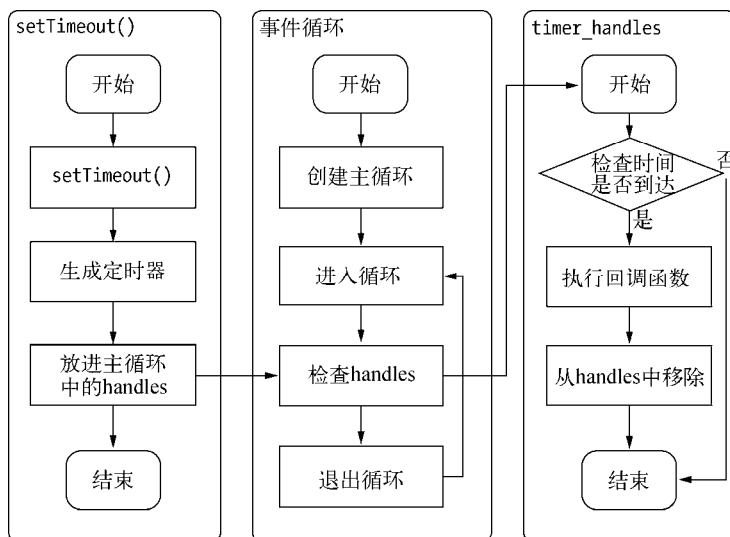 setTimeout()
开始
setTimeout()
生成定时器
放进主循环
中的handles
结束
事件循环
开始
创建主循环
进入循环
检查handles
退出循环
timer_handles
开始
检查时间
是否到达
否
是
执行回调函数
从handles中移除
结束